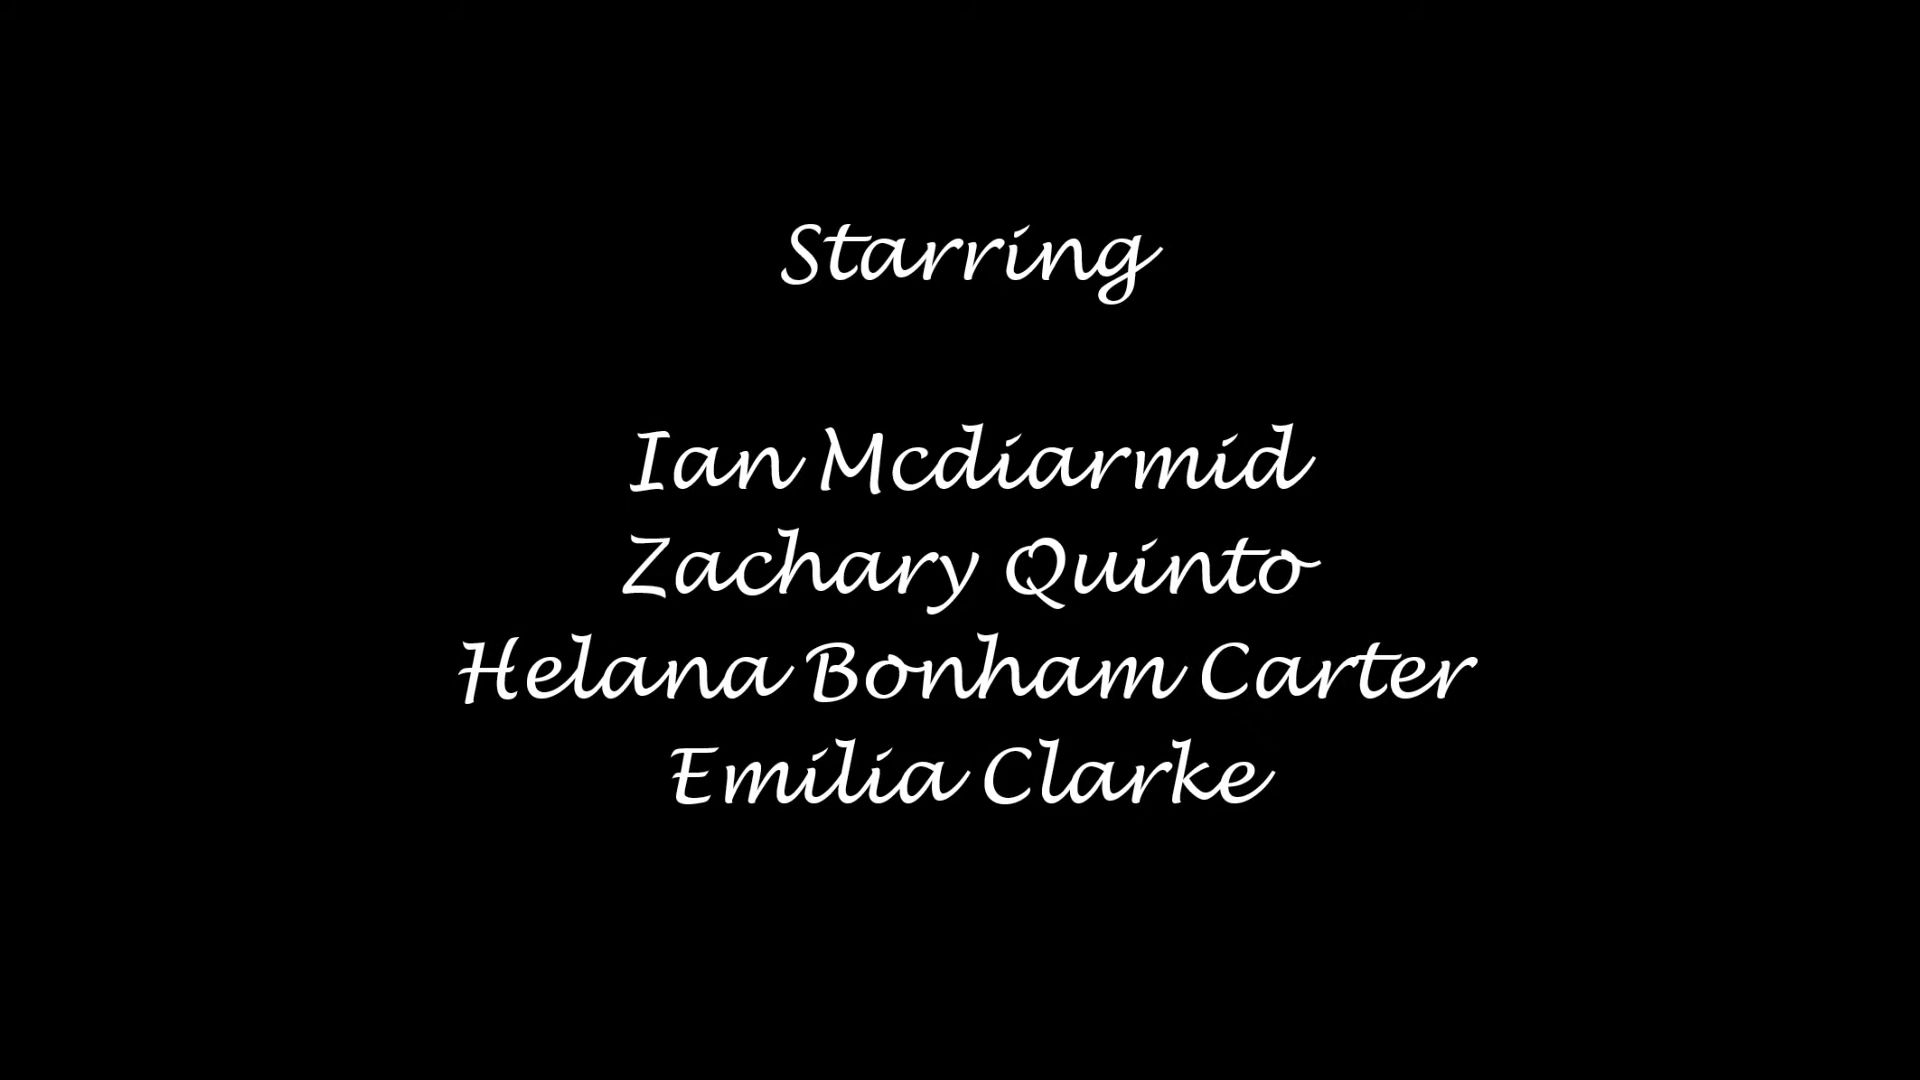 Starring
Ian Mcdiarmid
Zachary Quinto
Helana Bonham Carter
Emilia Clarke